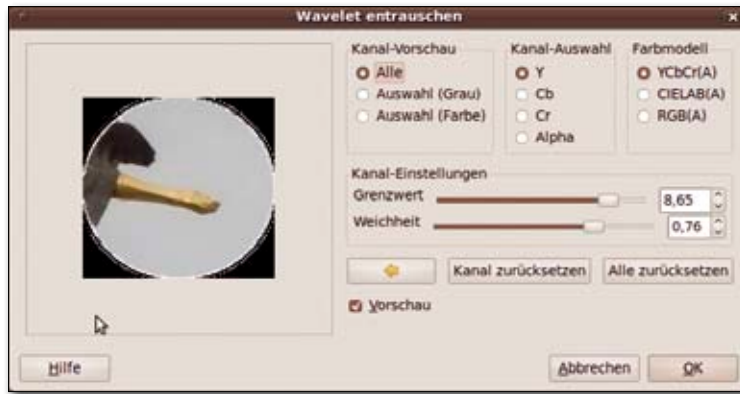 Wavelet entrauschen
Kanal-Vorschau
Alle
Auswahl (Grau)
Auswahl (Farbe)
Kanal-Auswahl
Y
Cb
Cr
Alpha
Farbmodell
YCbCr(A)
CIELAB(A)
RGB(A)
Kanal-Einstellungen
Grenzwert 8,65
Weichheit 0,76
Kanal zurücksetzen Alle zurücksetzen
Vorschau
Hilfe Abbrechen OK